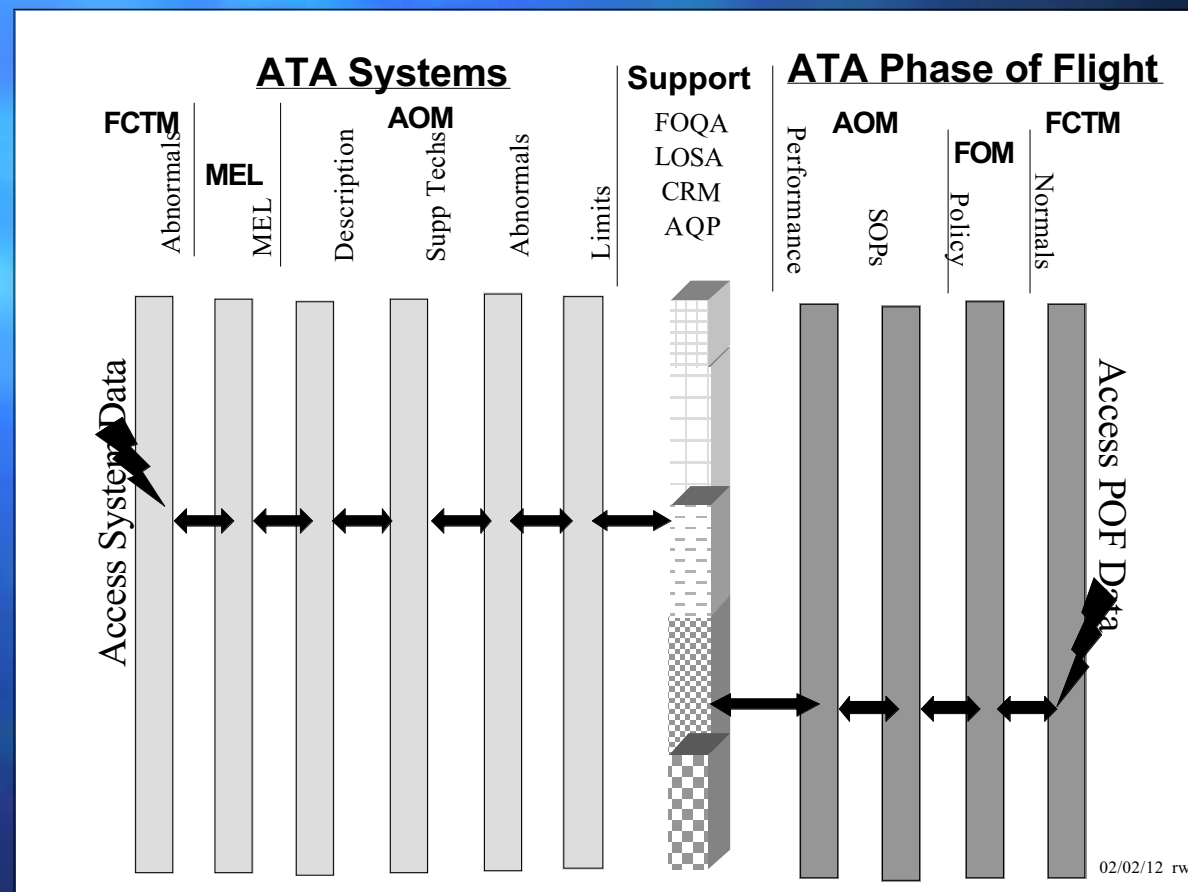 ATA Systems
FCTM
AOM
MEL
Abnormals
MEL
Description
Supp Techs
Abnormals
Limits
Support
FOQA
LOSA
CRM
AQP
ATA Phase of Flight
AOM
FOM
FCTM
Performance
SOPs
Policy
Normals
Access System Data
Access POF Data
02/02/12 rw